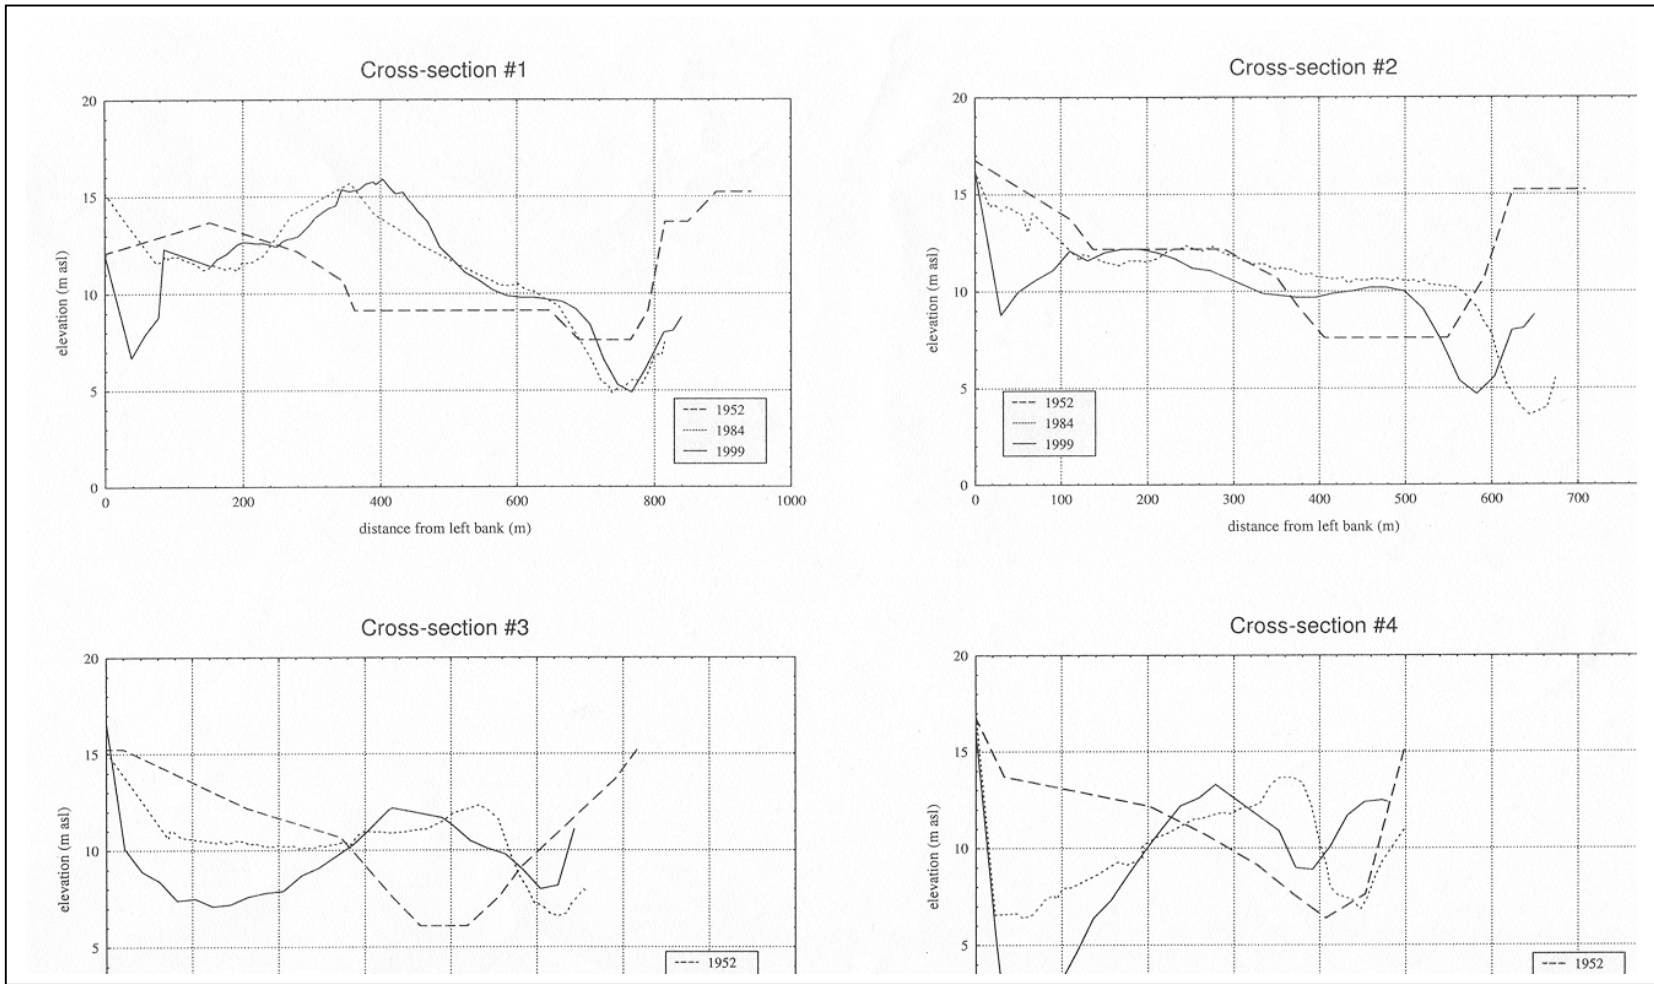 Cross-section #1
20
15
10
5
0
elevation (m asl)
0 200 400 600 800 1000
distance from left bank (m)
1952
1984
1999
Cross-section #2
20
15
10
5
0
elevation (m asl)
0 100 200 300 400 500 600 700
distance from left bank (m)
1952
1984
1999
Cross-section #3
20
15
10
5
elevation (m asl)
1952
Cross-section #4
20
15
10
5
elevation (m asl)
1952